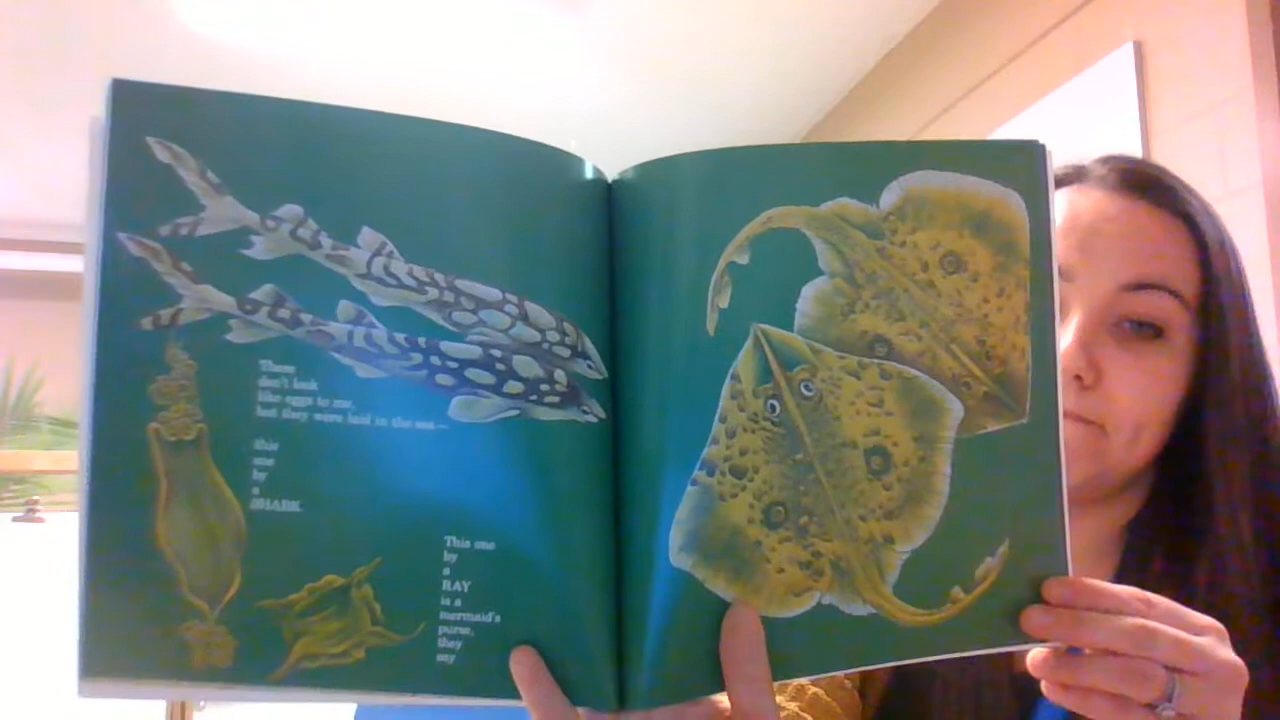 These
don't look
like eggs to me,
but they were laid in the sea—
this
one
by
a
SHARK.
This one
by
a
RAY
is a
mermaid's
purse,
they
say